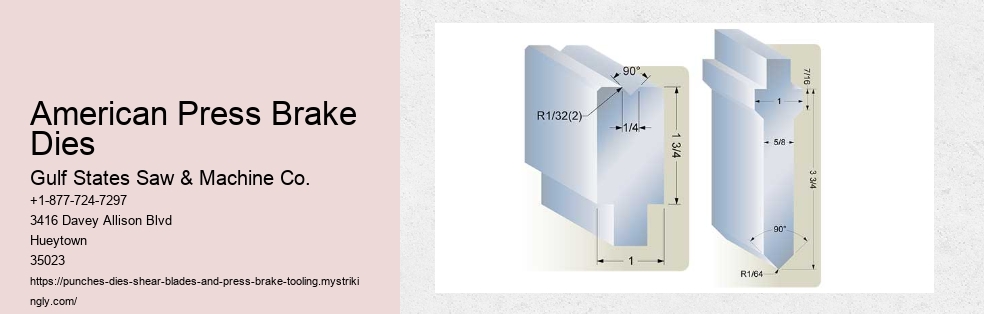 American Press Brake
Dies
Gulf States Saw & Machine Co.
+1-877-724-7297
3416 Davey Allison Blvd
Hueytown
35023
https://punches-dies-shear-blades-and-press-brake-tooling.mystriki
ngly.com/
90°
R1/32(2)
1/4
1 3/4
1
7/16
1
5/8
3 3/4
90°
R1/64